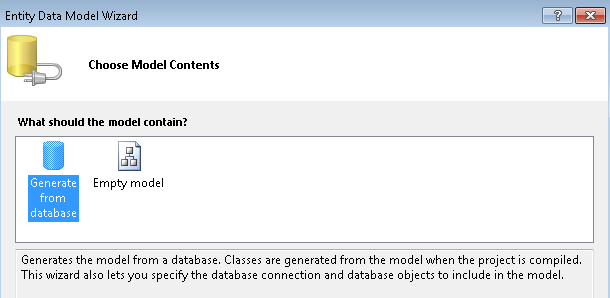 Entity Data Model Wizard
?
Choose Model Contents
What should the model contain?
Generate
from
database
Empty model
Generates the model from a database. Classes are generated from the model when the project is compiled.
This wizard also lets you specify the database connection and database objects to include in the model.